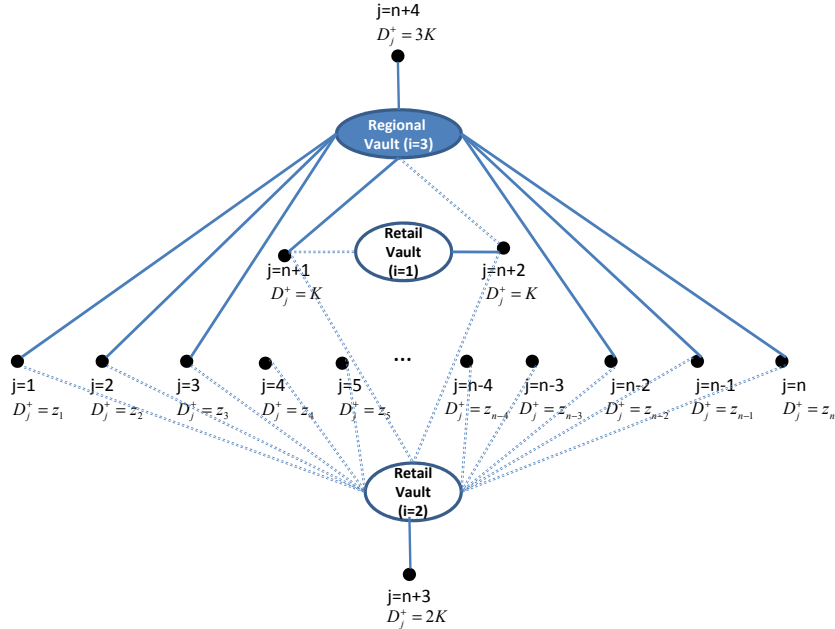 j=n+4
D_j^+ = 3K
Regional
Vault (i=3)
Retail
Vault
(i=1)
j=n+1
D_j^+ = K
j=n+2
D_j^+ = K
...
j=1
D_j^+ = z_1
j=2
D_j^+ = z_2
j=3
D_j^+ = z_3
j=4
D_j^+ = z_4
j=5
D_j^+ = z_5
j=n-4
D_j^+ = z_{n-4}
j=n-3
D_j^+ = z_{n-3}
j=n-2
D_j^+ = z_{n-2}
j=n-1
D_j^+ = z_{n-1}
j=n
D_j^+ = z_n
Retail
Vault
(i=2)
j=n+3
D_j^+ = 2K